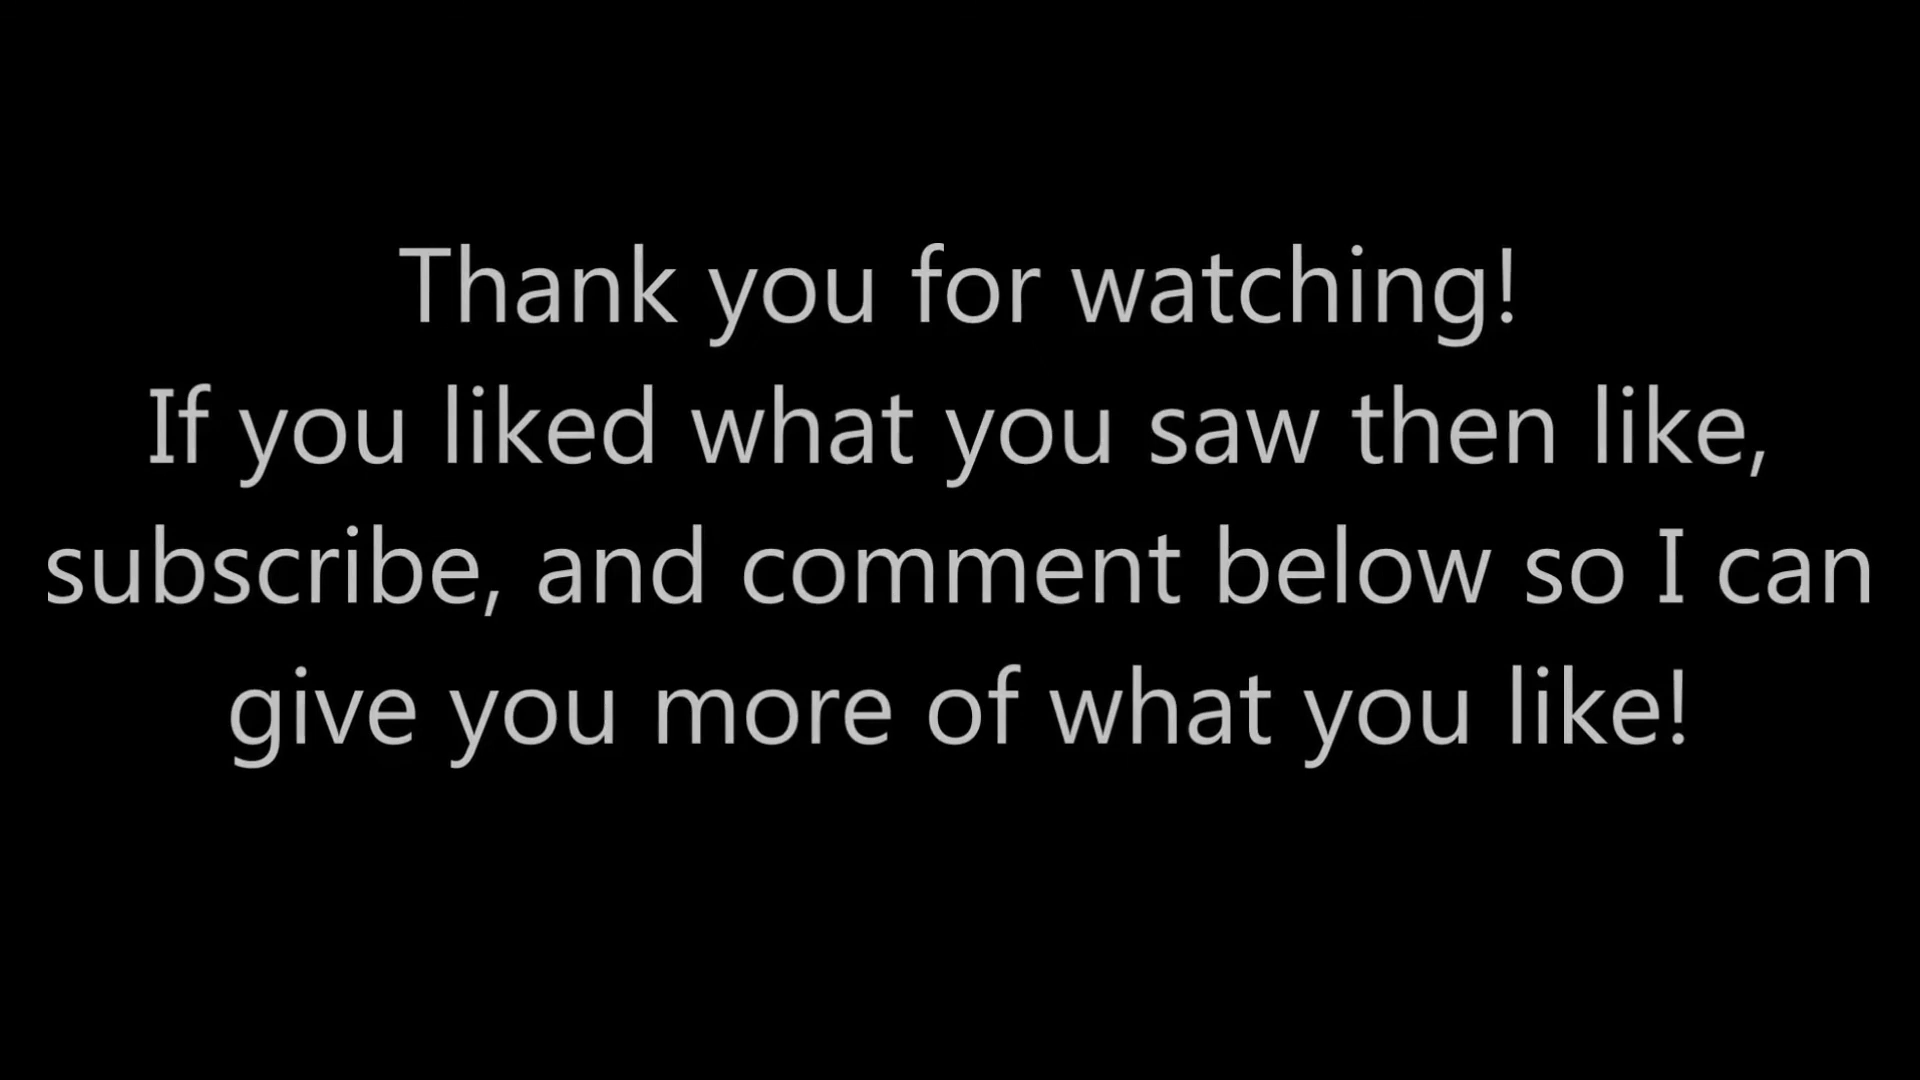 Thank you for watching!
If you liked what you saw then like,
subscribe, and comment below so I can
give you more of what you like!